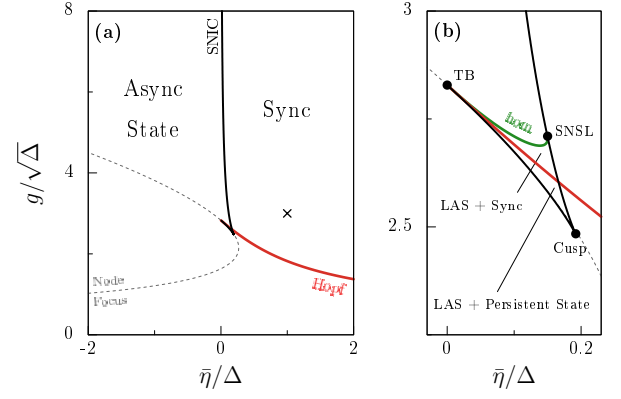 8
(a)
SNIC
Async
State
Sync
g/√Δ
4
Node
Focus
Hopf
0
-2
0
2
η̄/Δ
3
(b)
TB
hom
SNSL
LAS + Sync
2.5
Cusp
LAS + Persistent State
0
0.2
η̄/Δ